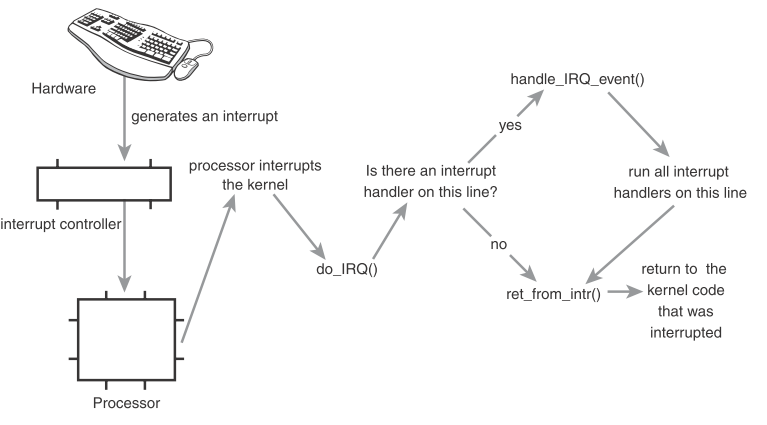 Hardware
generates an interrupt
interrupt controller
Processor
processor interrupts
the kernel
do_IRQ()
Is there an interrupt
handler on this line?
yes
no
handle_IRQ_event()
run all interrupt
handlers on this line
ret_from_intr()
return to the
kernel code
that was
interrupted